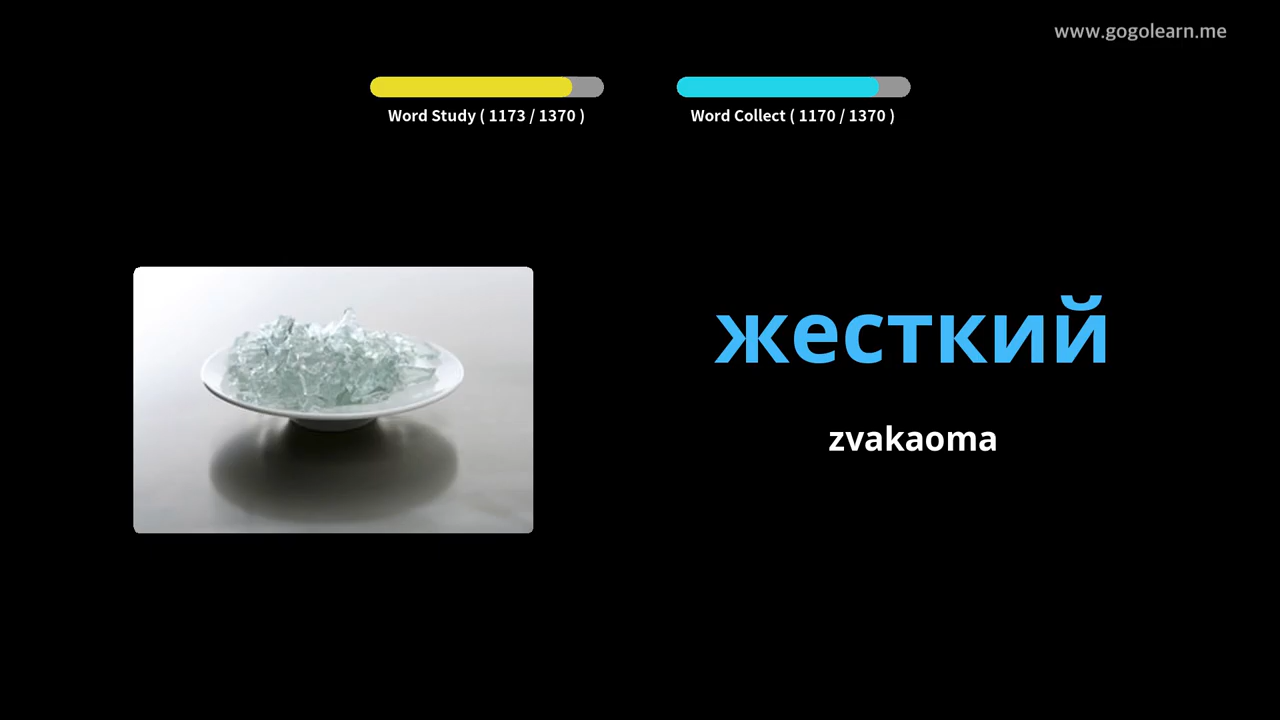 www.gogolearn.me
Word Study ( 1173 / 1370 )
Word Collect ( 1170 / 1370 )
жесткий
zvakaoma